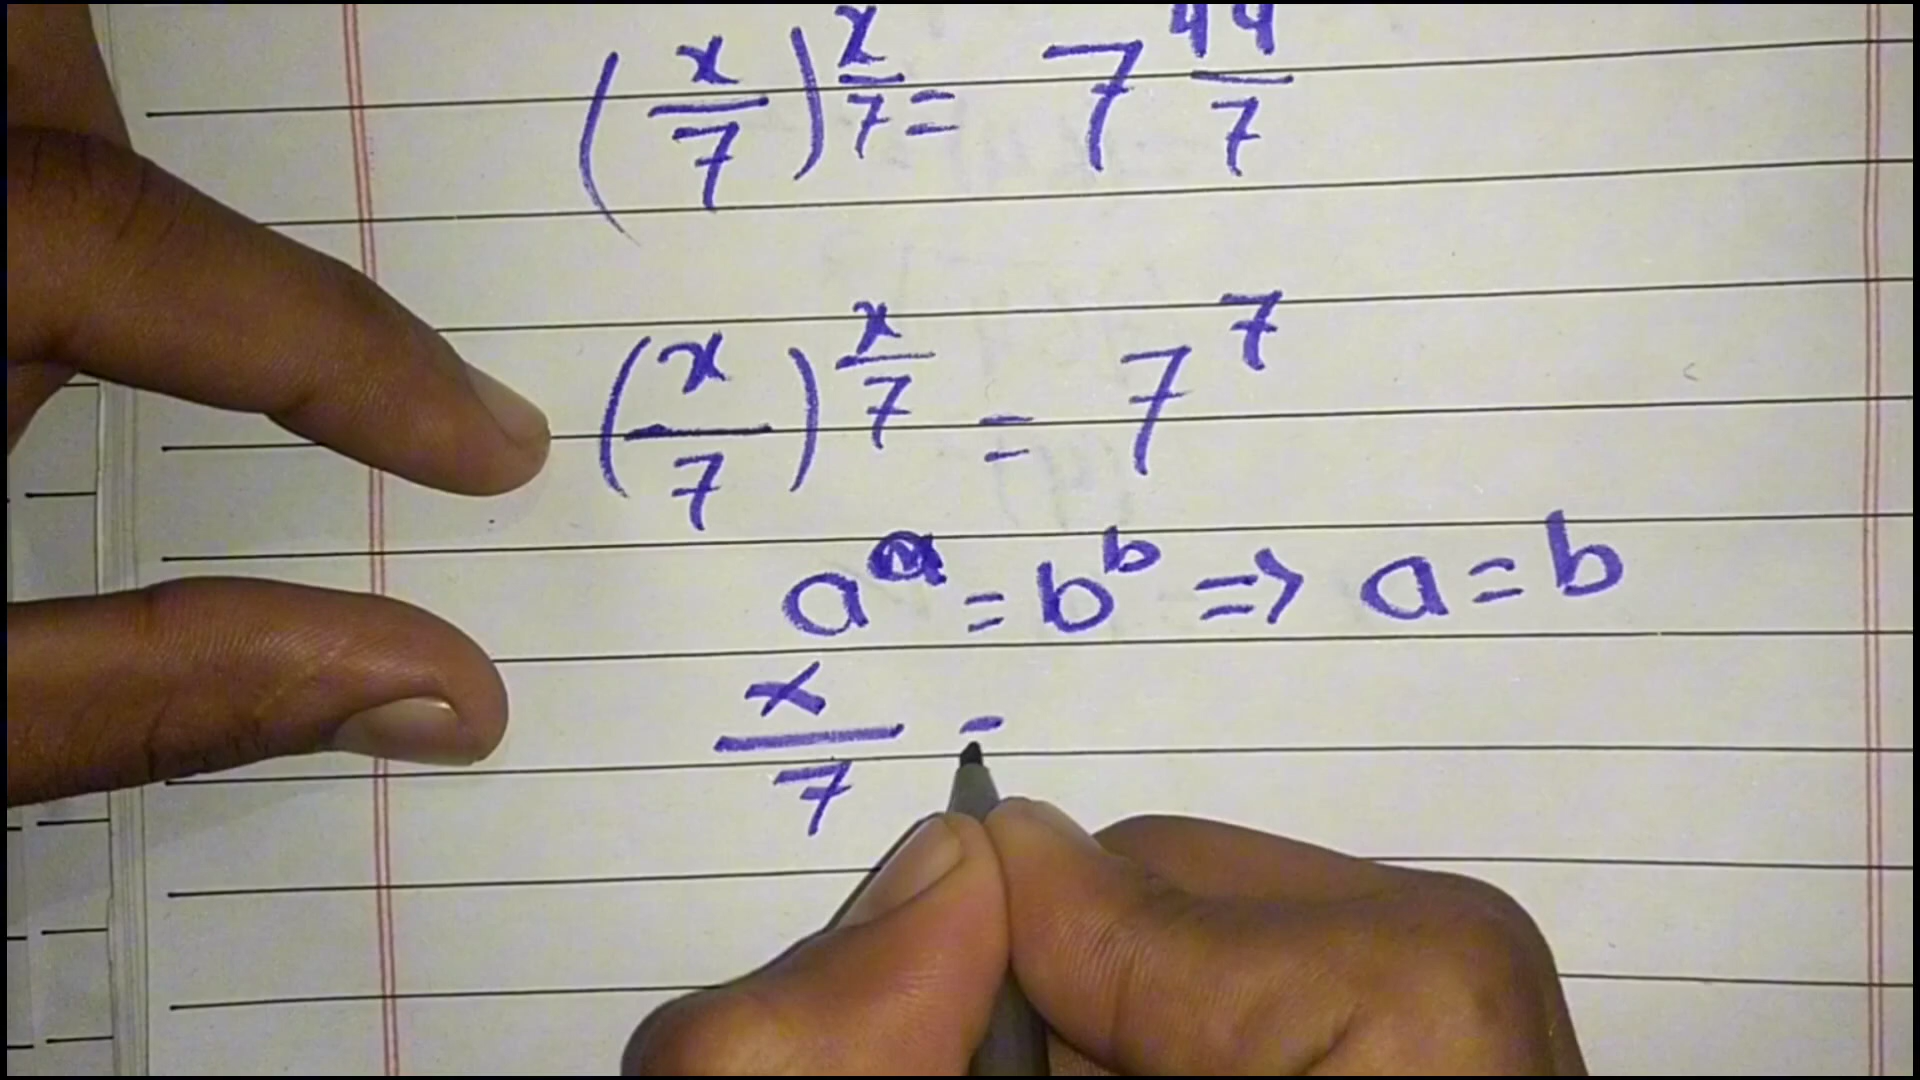 (x/7)^(x/7) = 7^(49/7)
(x/7)^(x/7) = 7^7
a^a = b^b => a = b
x/7 =